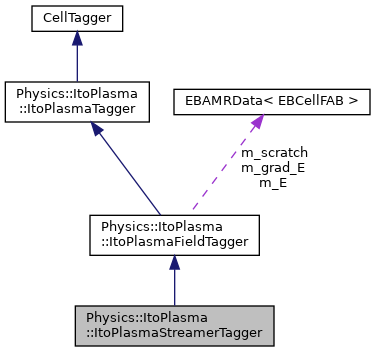 CellTagger
Physics::ItoPlasma
::ItoPlasmaTagger
EBAMRData< EBCellFAB >
m_scratch
m_grad_E
m_E
Physics::ItoPlasma
::ItoPlasmaFieldTagger
Physics::ItoPlasma
::ItoPlasmaStreamerTagger